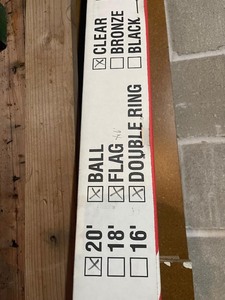 ☒ 20' ☒ BALL ☒ CLEAR
☐ 18' ☒ FLAG ☐ BRONZE
☐ 16' ☒ DOUBLE RING ☐ BLACK